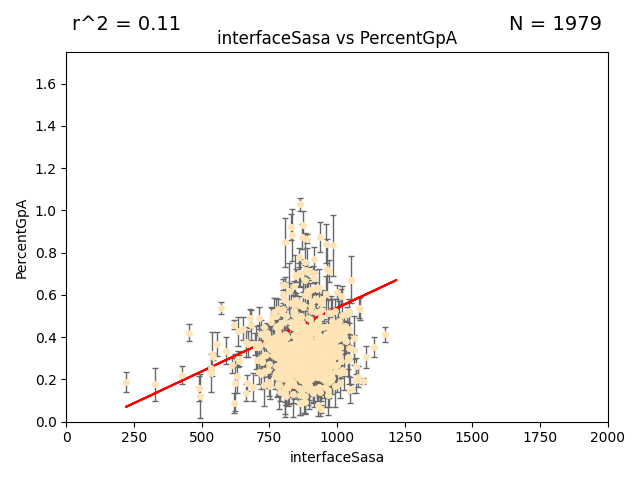 r^2 = 0.11
N = 1979
interfaceSasa vs PercentGpA
PercentGpA
1.6
1.4
1.2
1.0
0.8
0.6
0.4
0.2
0.0
0 250 500 750 1000 1250 1500 1750 2000
interfaceSasa